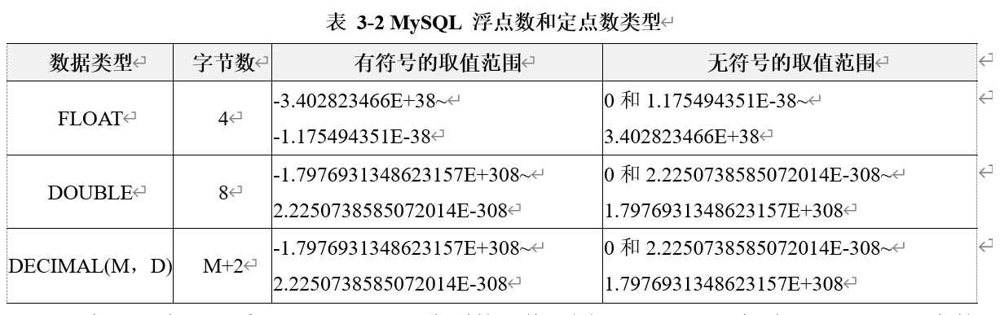 表 3-2 MySQL 浮点数和定点数类型
数据类型 字节数 有符号的取值范围 无符号的取值范围
FLOAT 4 -3.402823466E+38~ 0 和 1.175494351E-38~
-1.175494351E-38 3.402823466E+38
DOUBLE 8 -1.7976931348623157E+308~ 0 和 2.2250738585072014E-308~
2.2250738585072014E-308 1.7976931348623157E+308
DECIMAL(M，D) M+2 -1.7976931348623157E+308~ 0 和 2.2250738585072014E-308~
2.2250738585072014E-308 1.7976931348623157E+308